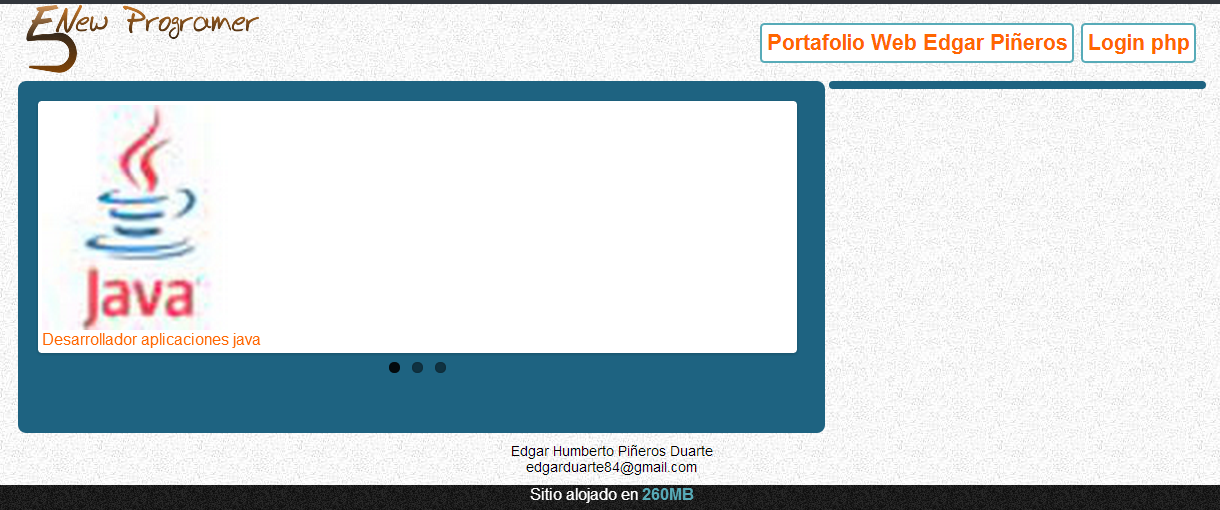 New Programer
Portafolio Web Edgar Piñeros
Login php
Java
Desarrollador aplicaciones java
Edgar Humberto Piñeros Duarte
edgarduarte84@gmail.com
Sitio alojado en 260MB